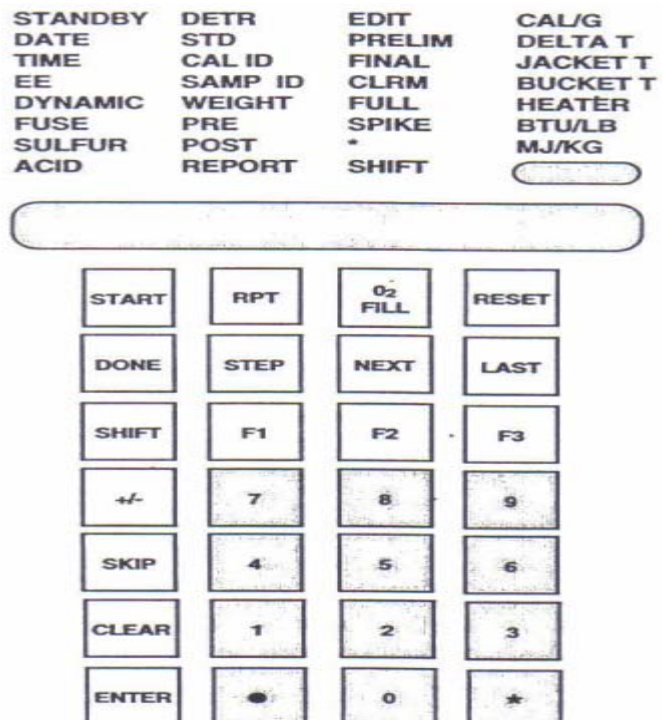 STANDBY DETR EDIT CAL/G
DATE STD PRELIM DELTA T
TIME CAL ID FINAL JACKET T
EE SAMP ID CLRM BUCKET T
DYNAMIC WEIGHT FULL HEATER
FUSE PRE SPIKE BTU/LB
SULFUR POST * MJ/KG
ACID REPORT SHIFT
START RPT O2 FILL RESET
DONE STEP NEXT LAST
SHIFT F1 F2 F3
+/- 7 8 9
SKIP 4 5 6
CLEAR 1 2 3
ENTER ● 0 *